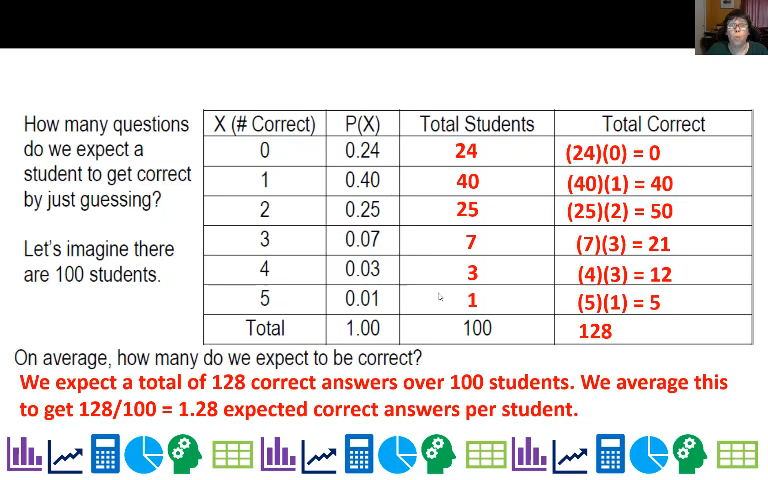 How many questions
do we expect a
student to get correct
by just guessing?
Let's imagine there
are 100 students.
X (# Correct) P(X) Total Students Total Correct
0 0.24 24 (24)(0) = 0
1 0.40 40 (40)(1) = 40
2 0.25 25 (25)(2) = 50
3 0.07 7 (7)(3) = 21
4 0.03 3 (4)(3) = 12
5 0.01 1 (5)(1) = 5
Total 1.00 100 128
On average, how many do we expect to be correct?
We expect a total of 128 correct answers over 100 students. We average this
to get 128/100 = 1.28 expected correct answers per student.